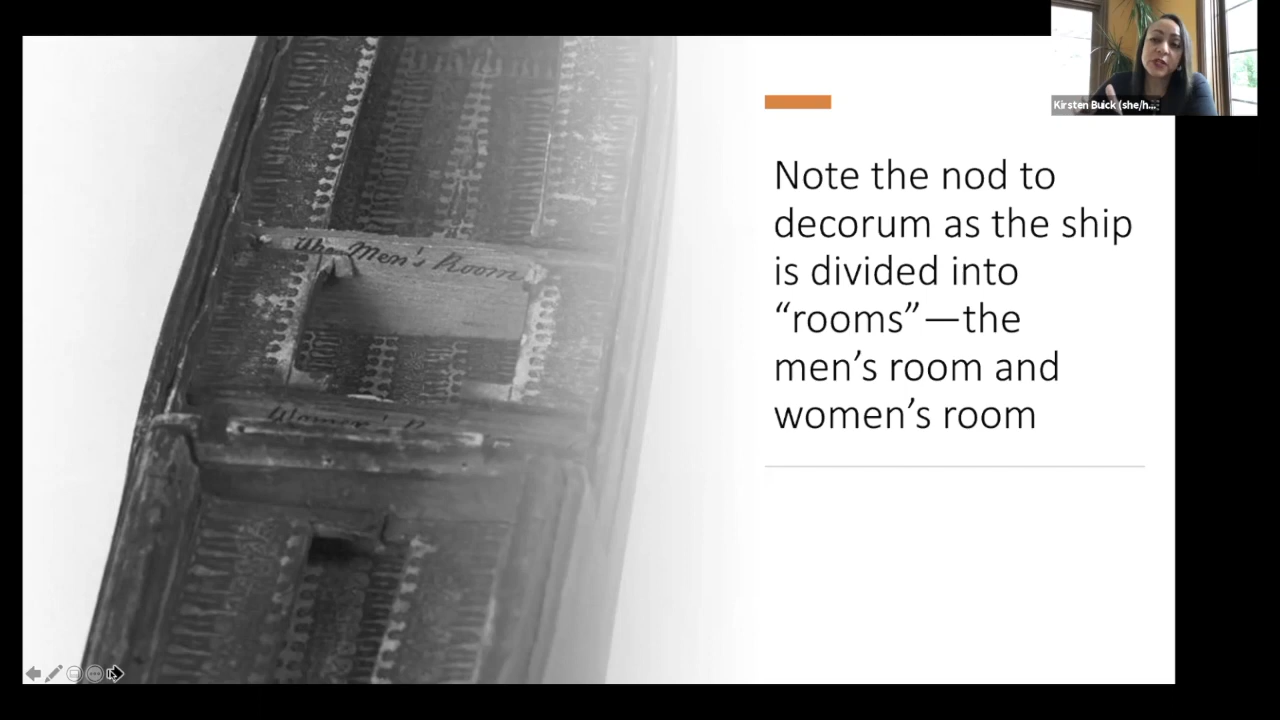 Kirsten Buick (she/h...
Note the nod to
decorum as the ship
is divided into
“rooms”—the
men’s room and
women’s room
Men's Room
Women's